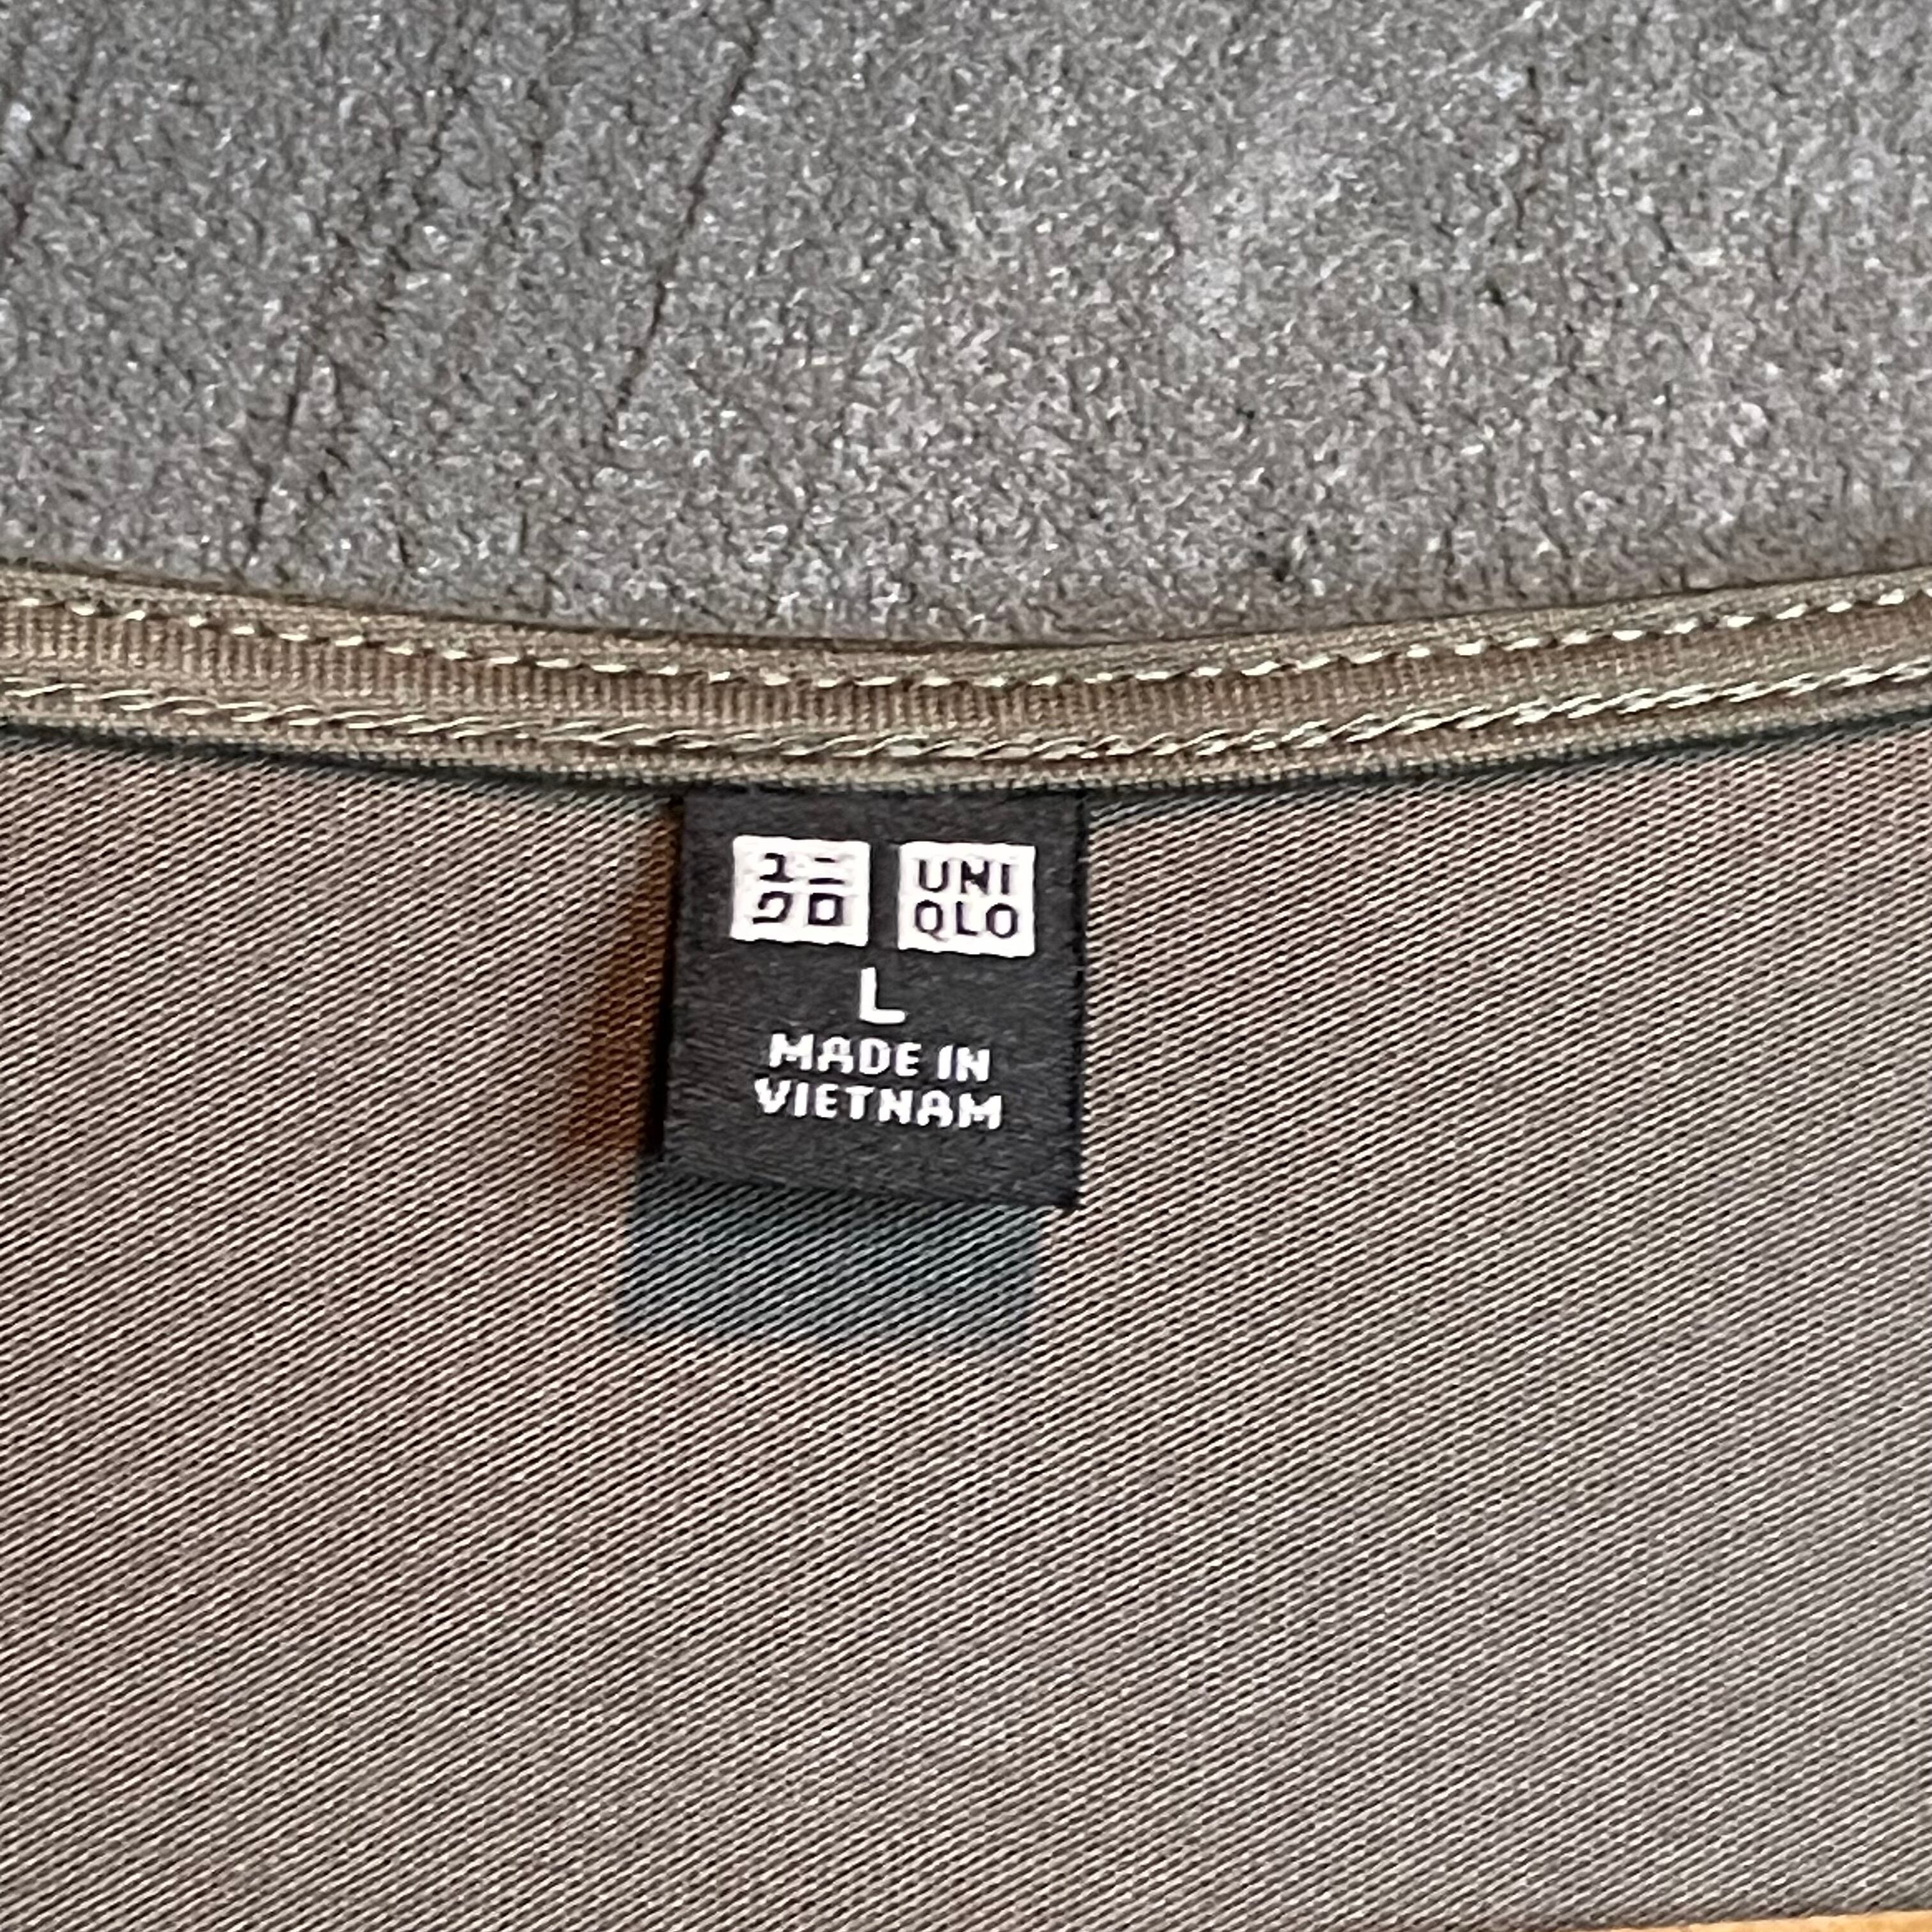 ユニ UNI
クロ QLO
L
MADE IN
VIETNAM